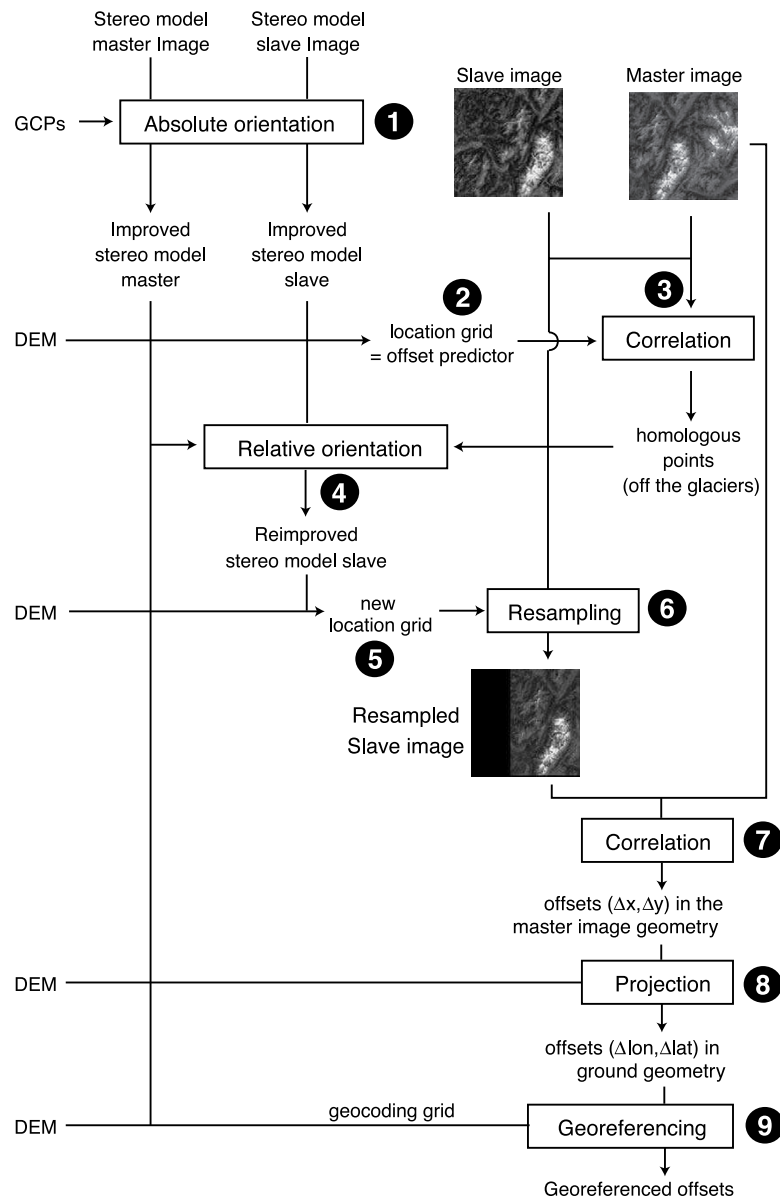 Stereo model
master Image
Stereo model
slave Image
Slave image
Master image
GCPs
Absolute orientation
1
Improved
stereo model
master
Improved
stereo model
slave
2
3
DEM
location grid
= offset predictor
Correlation
Relative orientation
homologous
points
(off the glaciers)
4
Reimproved
stereo model slave
DEM
new
location grid
Resampling
6
5
Resampled
Slave image
Correlation
7
offsets (Δx,Δy) in the
master image geometry
DEM
Projection
8
offsets (Δlon,Δlat) in
ground geometry
geocoding grid
DEM
Georeferencing
9
Georeferenced offsets